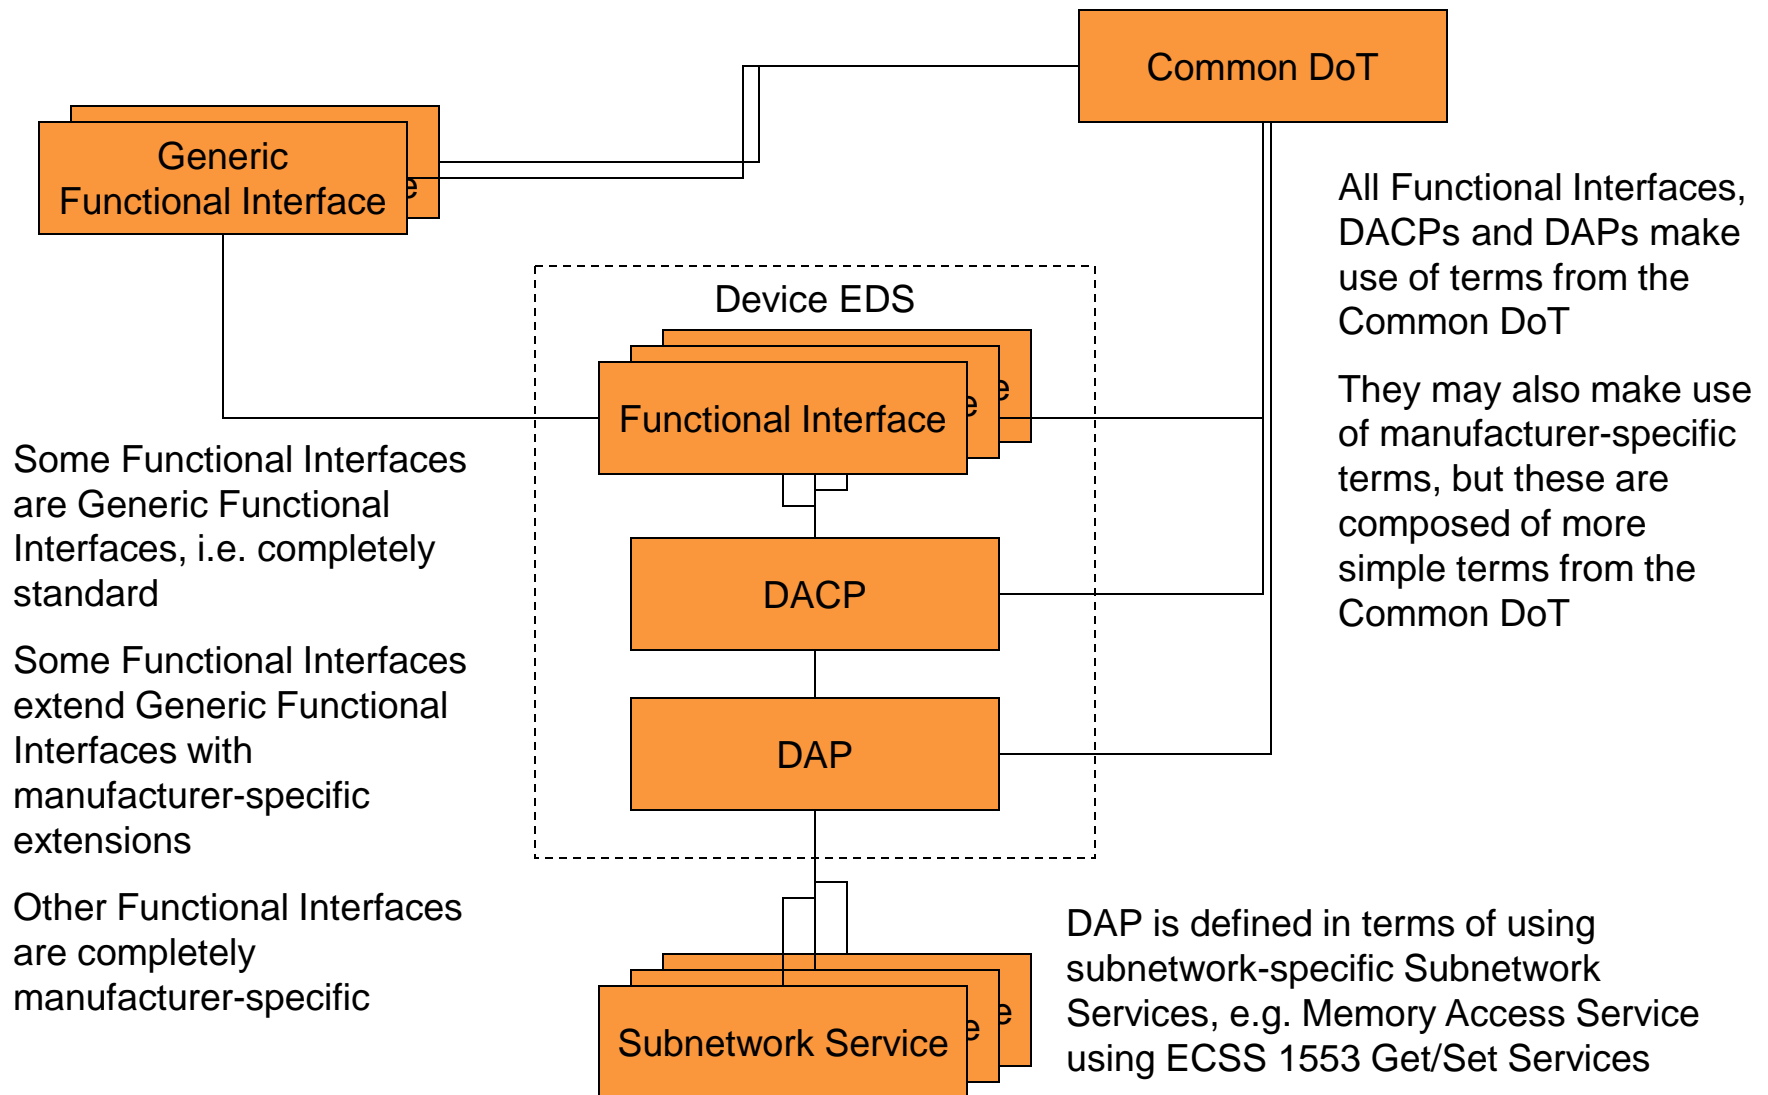 Common DoT
Generic
Functional Interface
e
All Functional Interfaces,
DACPs and DAPs make
use of terms from the
Common DoT
They may also make use
of manufacturer-specific
terms, but these are
composed of more
simple terms from the
Common DoT
Device EDS
Functional Interface
e
e
Some Functional Interfaces
are Generic Functional
Interfaces, i.e. completely
standard
Some Functional Interfaces
extend Generic Functional
Interfaces with
manufacturer-specific
extensions
Other Functional Interfaces
are completely
manufacturer-specific
DACP
DAP
Subnetwork Service
e
e
DAP is defined in terms of using
subnetwork-specific Subnetwork
Services, e.g. Memory Access Service
using ECSS 1553 Get/Set Services